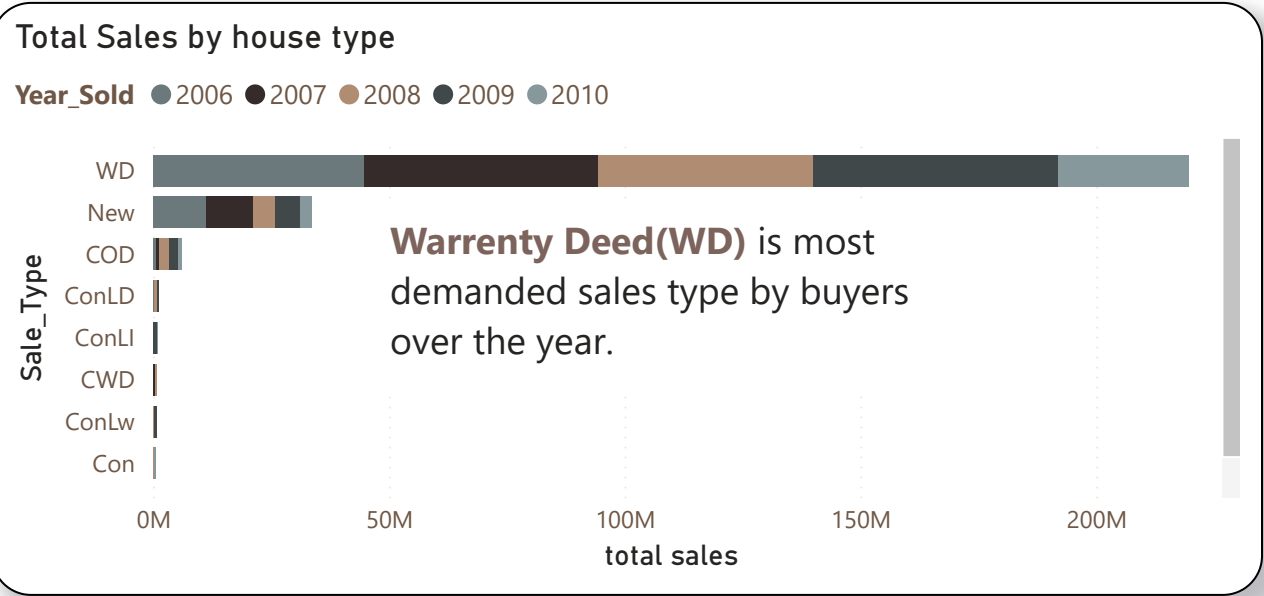 Total Sales by house type
Year_Sold 2006 2007 2008 2009 2010
WD
New
COD
ConLD
ConLI
CWD
ConLw
Con
Sale_Type
Warrenty Deed(WD) is most
demanded sales type by buyers
over the year.
0M 50M 100M 150M 200M
total sales